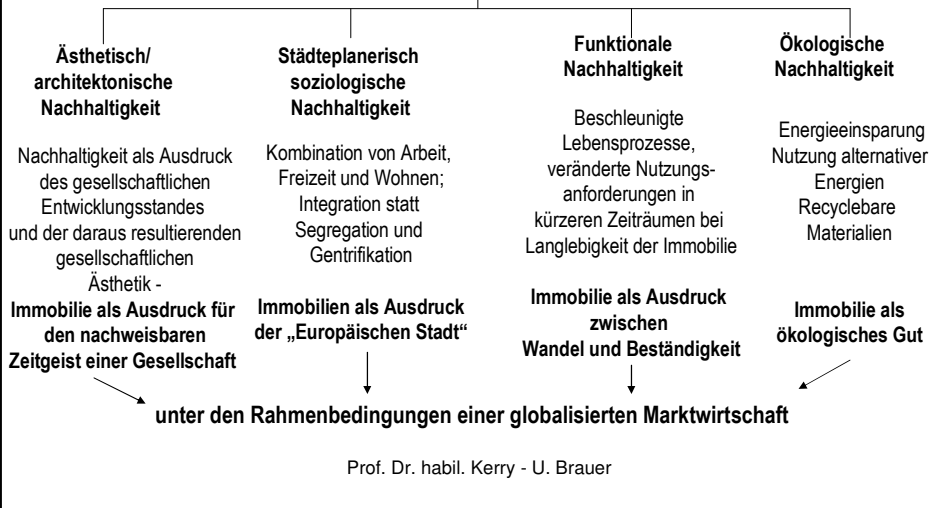 Ästhetisch/
architektonische
Nachhaltigkeit
Nachhaltigkeit als Ausdruck
des gesellschaftlichen
Entwicklungsstandes
und der daraus resultierenden
gesellschaftlichen
Ästhetik -
Immobilie als Ausdruck für
den nachweisbaren
Zeitgeist einer Gesellschaft
Städteplanerisch
soziologische
Nachhaltigkeit
Kombination von Arbeit,
Freizeit und Wohnen;
Integration statt
Segregation und
Gentrifikation
Immobilien als Ausdruck
der „Europäischen Stadt“
Funktionale
Nachhaltigkeit
Beschleunigte
Lebensprozesse,
veränderte Nutzungs-
anforderungen in
kürzeren Zeiträumen bei
Langlebigkeit der Immobilie
Immobilie als Ausdruck
zwischen
Wandel und Beständigkeit
Ökologische
Nachhaltigkeit
Energieeinsparung
Nutzung alternativer
Energien
Recyclebare
Materialien
Immobilie als
ökologisches Gut
unter den Rahmenbedingungen einer globalisierten Marktwirtschaft
Prof. Dr. habil. Kerry - U. Brauer